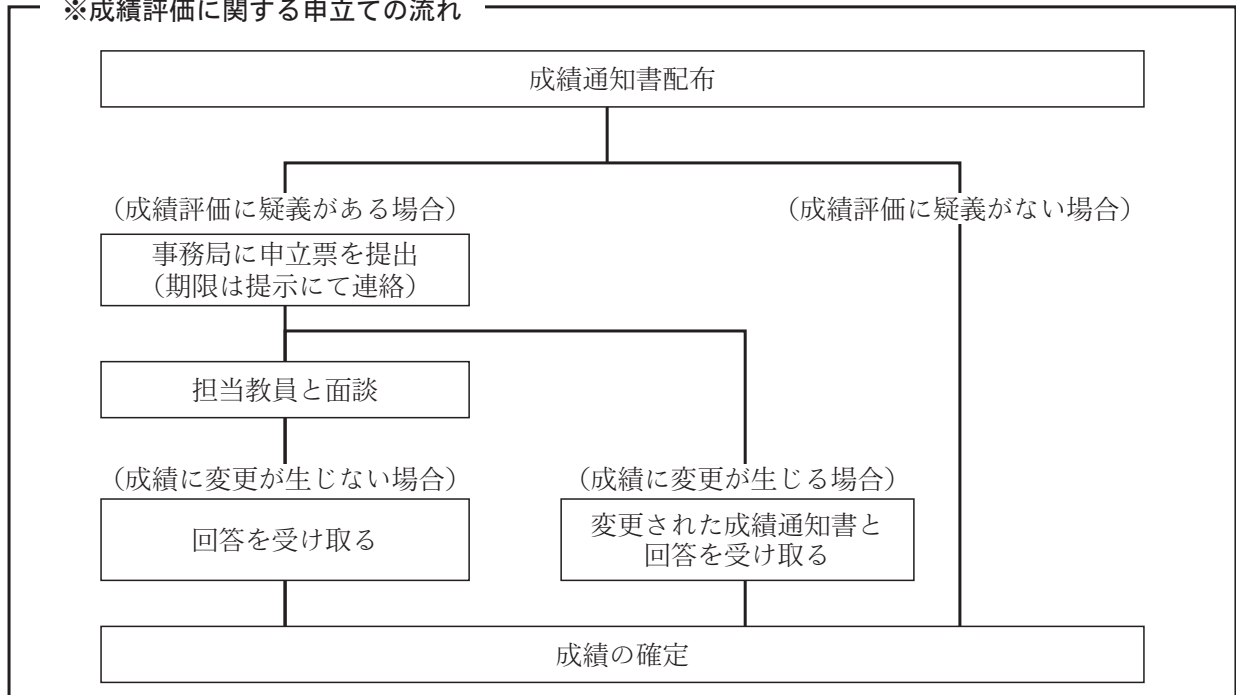 ※成績評価に関する申立ての流れ
成績通知書配布
（成績評価に疑義がある場合）
（成績評価に疑義がない場合）
事務局に申立票を提出
（期限は提示にて連絡）
担当教員と面談
（成績に変更が生じない場合）
（成績に変更が生じる場合）
回答を受け取る
変更された成績通知書と
回答を受け取る
成績の確定